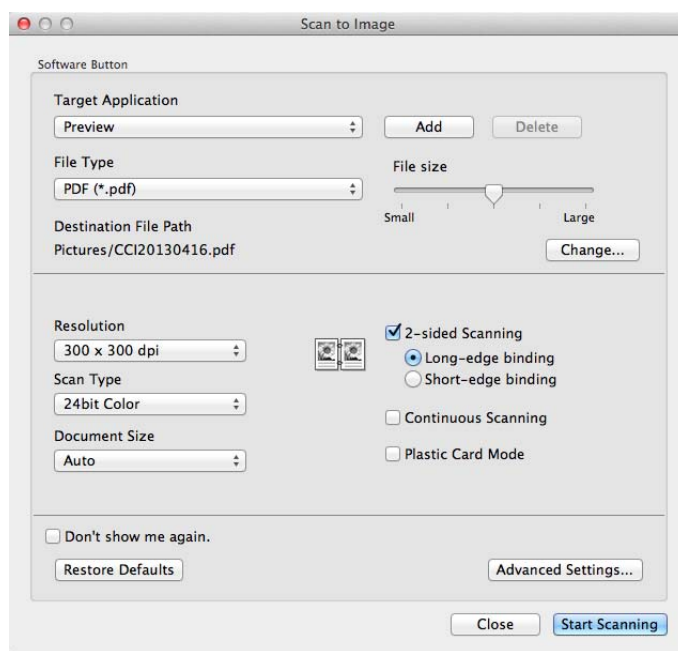 Scan to Image
Software Button
Target Application
Preview
Add
Delete
File Type
File size
PDF (*.pdf)
Small
Large
Destination File Path
Pictures/CCI20130416.pdf
Change...
Resolution
300 x 300 dpi
2-sided Scanning
Long-edge binding
Short-edge binding
Scan Type
24bit Color
Continuous Scanning
Document Size
Auto
Plastic Card Mode
Don't show me again.
Restore Defaults
Advanced Settings...
Close
Start Scanning